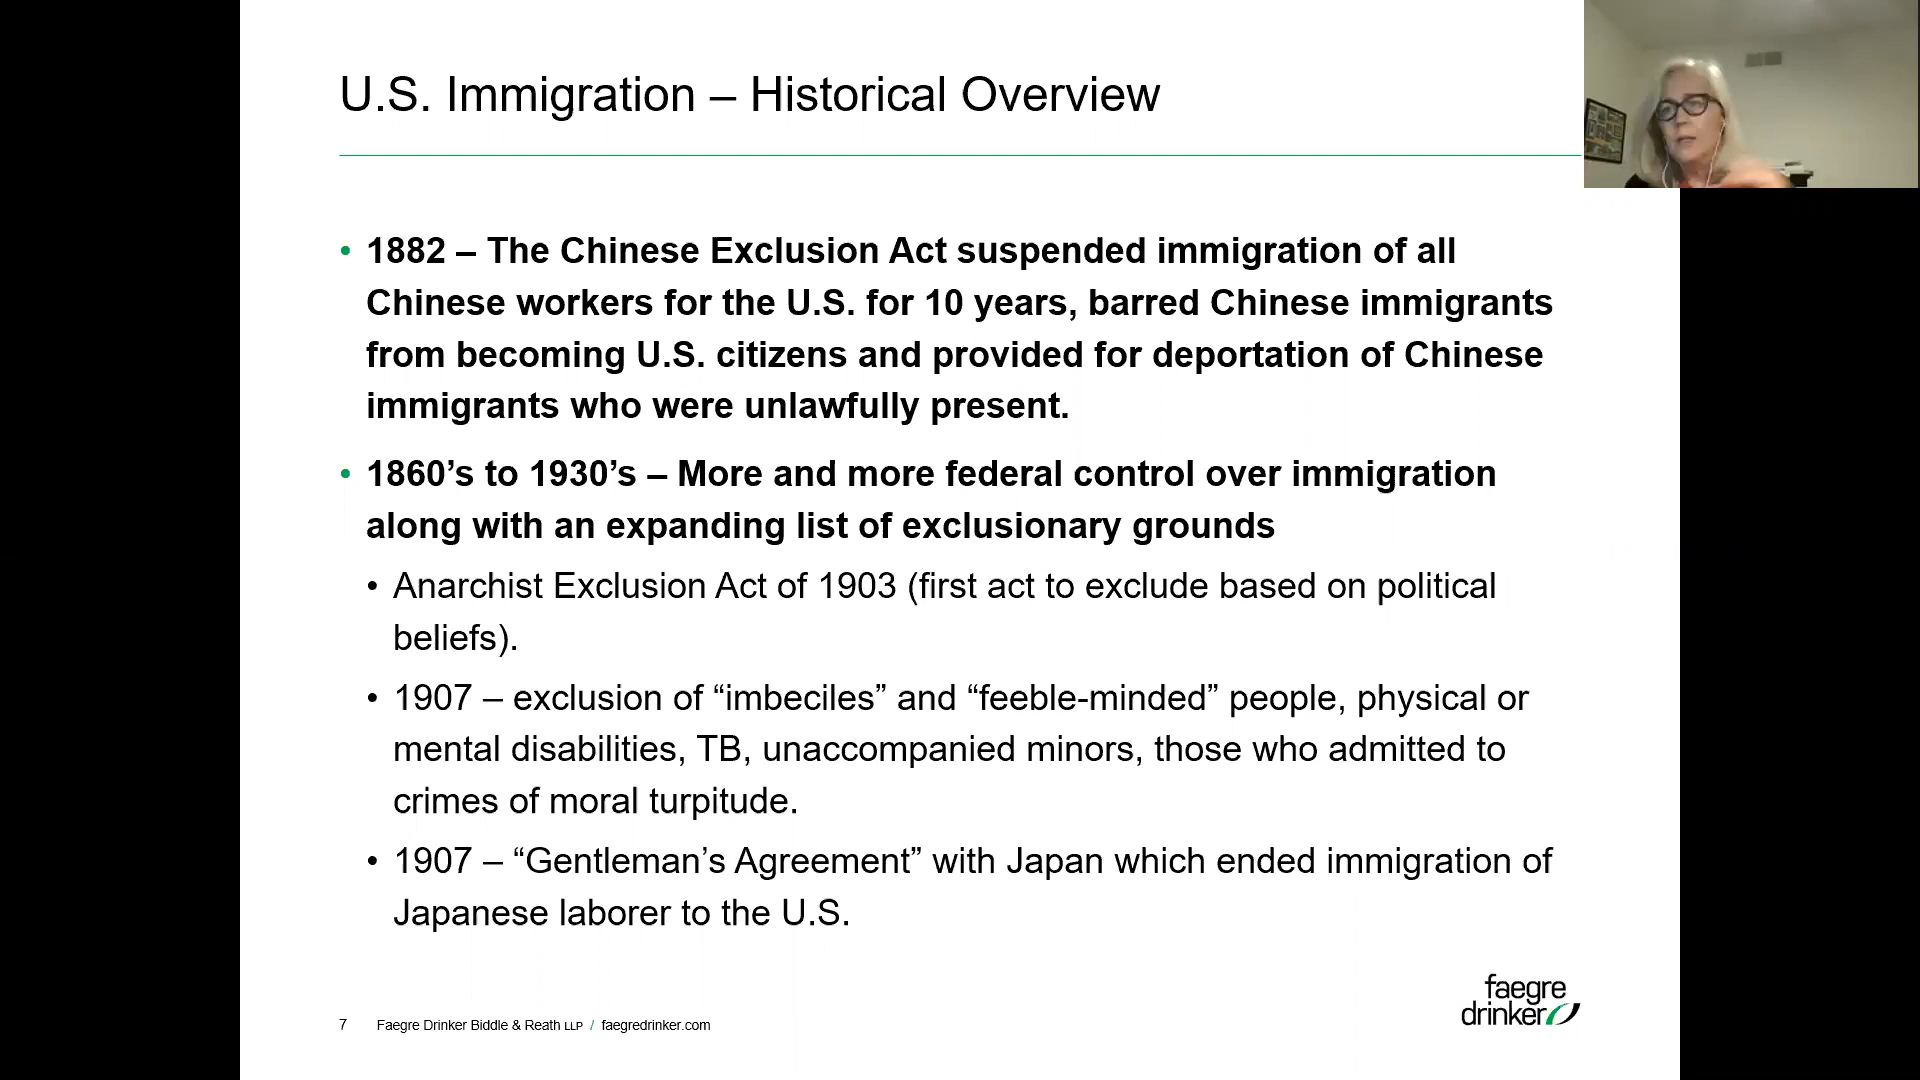 U.S. Immigration – Historical Overview
• 1882 – The Chinese Exclusion Act suspended immigration of all
Chinese workers for the U.S. for 10 years, barred Chinese immigrants
from becoming U.S. citizens and provided for deportation of Chinese
immigrants who were unlawfully present.
• 1860’s to 1930’s – More and more federal control over immigration
along with an expanding list of exclusionary grounds
• Anarchist Exclusion Act of 1903 (first act to exclude based on political
beliefs).
• 1907 – exclusion of “imbeciles” and “feeble-minded” people, physical or
mental disabilities, TB, unaccompanied minors, those who admitted to
crimes of moral turpitude.
• 1907 – “Gentleman’s Agreement” with Japan which ended immigration of
Japanese laborer to the U.S.
faegre
drinker
7 Faegre Drinker Biddle & Reath LLP / faegredrinker.com